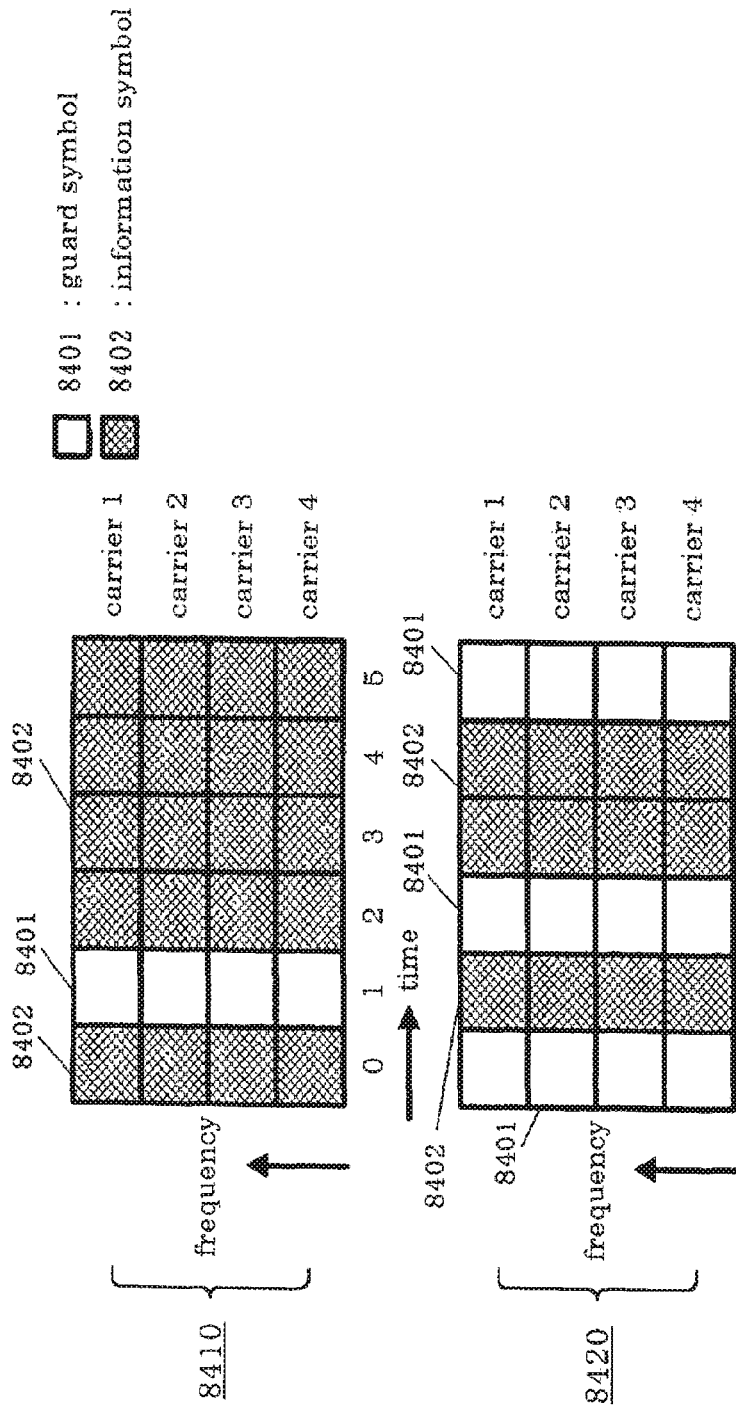 8401 : guard symbol
8402 : information symbol
8410
frequency
8402
8401
8402
carrier 1
carrier 2
carrier 3
carrier 4
0 1 2 3 4 5
time
8420
frequency
8402
8401
8401
8402
8401
carrier 1
carrier 2
carrier 3
carrier 4